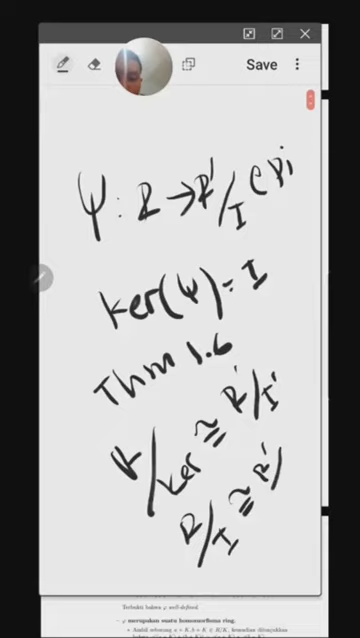 Save
ψ: R → R'/I epi
ker(ψ) = I
Thm 1.6
R/ker ≅ R'/I'
R/I ≅ R'/
Terbukti bahwa φ well-defined
- φ merupakan suatu homomorfisma ring.